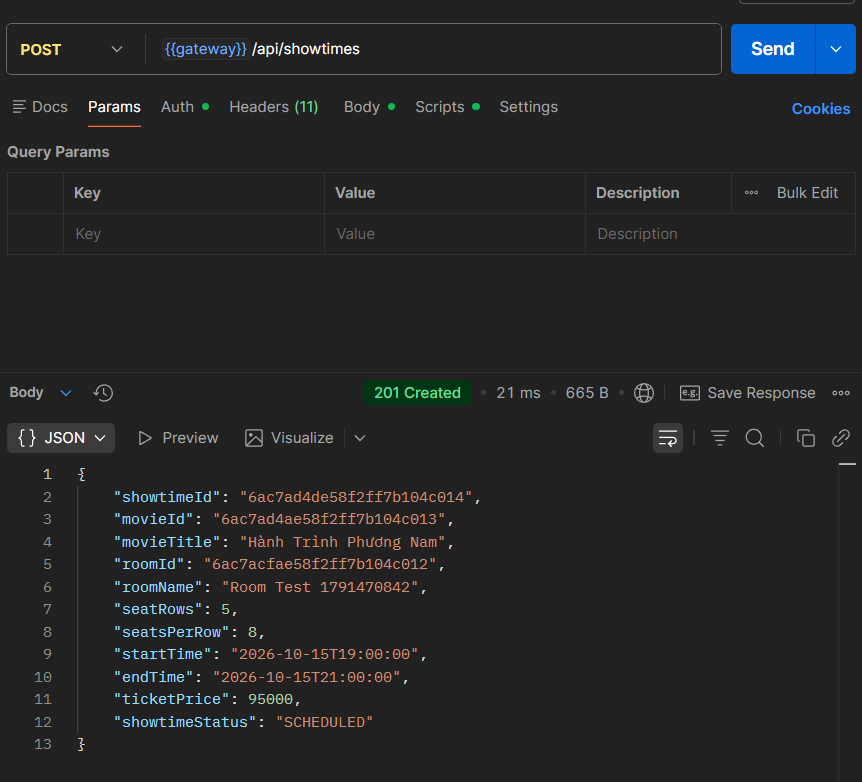 POST {{gateway}} /api/showtimes Send
Docs Params Auth Headers (11) Body Scripts Settings Cookies
Query Params
Key Value Description Bulk Edit
Key Value Description
Body 201 Created 21 ms 665 B e.g. Save Response
{} JSON Preview Visualize
1 {
2 "showtimeId": "6ac7ad4de58f2ff7b104c014",
3 "movieId": "6ac7ad4ae58f2ff7b104c013",
4 "movieTitle": "Hành Trình Phương Nam",
5 "roomId": "6ac7acfae58f2ff7b104c012",
6 "roomName": "Room Test 1791470842",
7 "seatRows": 5,
8 "seatsPerRow": 8,
9 "startTime": "2026-10-15T19:00:00",
10 "endTime": "2026-10-15T21:00:00",
11 "ticketPrice": 95000,
12 "showtimeStatus": "SCHEDULED"
13 }